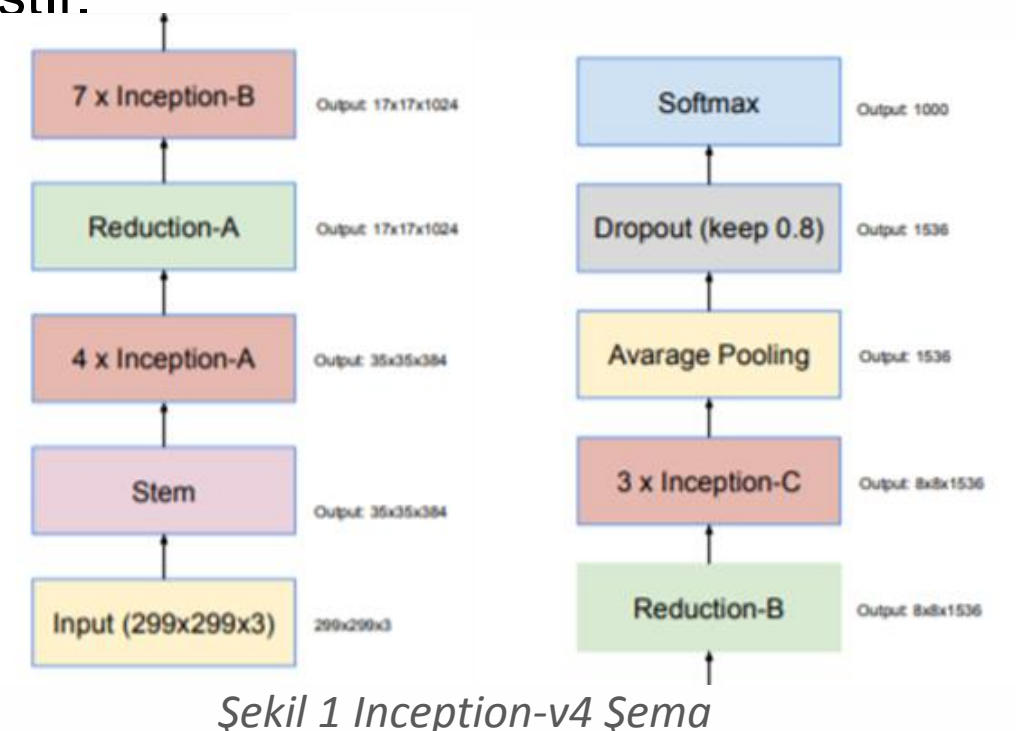 7 x Inception-B
Output: 17x17x1024
Reduction-A
Output: 17x17x1024
4 x Inception-A
Output: 35x35x384
Stem
Output: 35x35x384
Input (299x299x3)
299x299x3
Softmax
Output: 1000
Dropout (keep 0.8)
Output: 1536
Avarage Pooling
Output: 1536
3 x Inception-C
Output: 8x8x1536
Reduction-B
Output: 8x8x1536
Şekil 1 Inception-v4 Şema